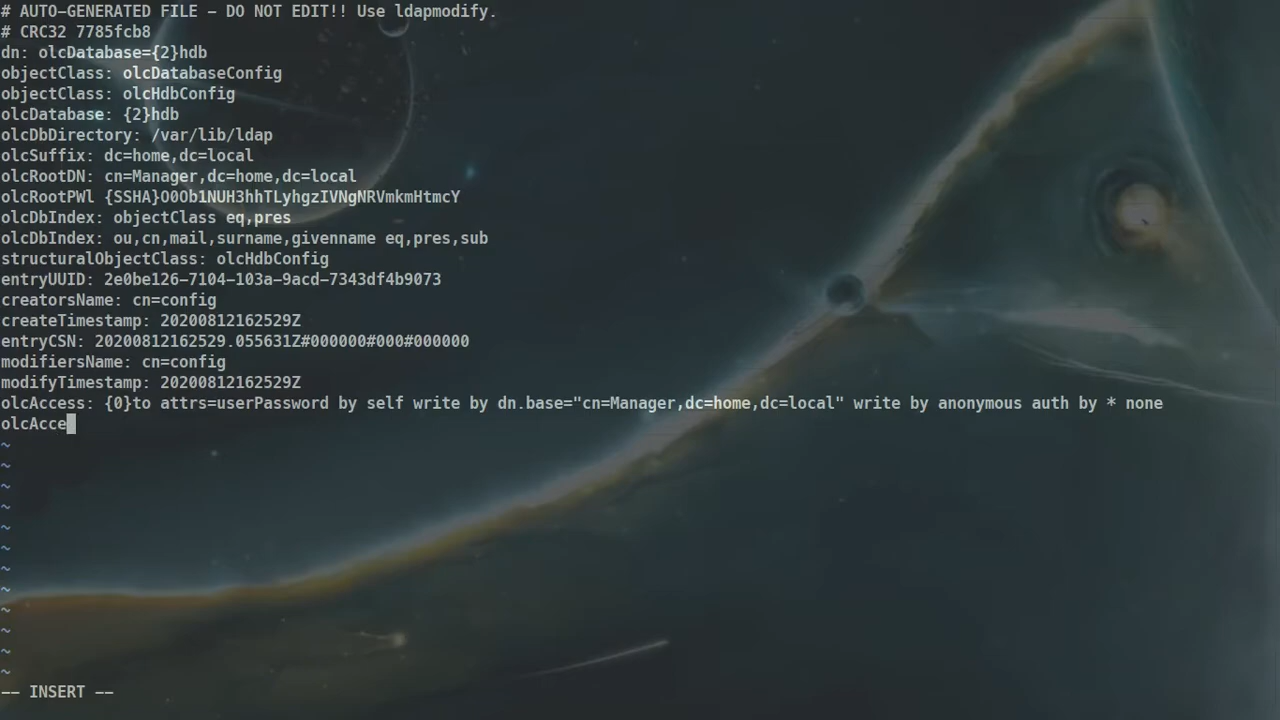 # AUTO-GENERATED FILE - DO NOT EDIT!! Use ldapmodify.
# CRC32 7785fcb8
dn: olcDatabase={2}hdb
objectClass: olcDatabaseConfig
objectClass: olcHdbConfig
olcDatabase: {2}hdb
olcDbDirectory: /var/lib/ldap
olcSuffix: dc=home,dc=local
olcRootDN: cn=Manager,dc=home,dc=local
olcRootPWl {SSHA}O0Ob1NUH3hhTLyhgzIVNgNRVmkmHtmcY
olcDbIndex: objectClass eq,pres
olcDbIndex: ou,cn,mail,surname,givenname eq,pres,sub
structuralObjectClass: olcHdbConfig
entryUUID: 2e0be126-7104-103a-9acd-7343df4b9073
creatorsName: cn=config
createTimestamp: 20200812162529Z
entryCSN: 20200812162529.055631Z#000000#000#000000
modifiersName: cn=config
modifyTimestamp: 20200812162529Z
olcAccess: {0}to attrs=userPassword by self write by dn.base="cn=Manager,dc=home,dc=local" write by anonymous auth by * none
olcAcce
~
~
~
~
~
~
~
~
~
~
~
~
-- INSERT --